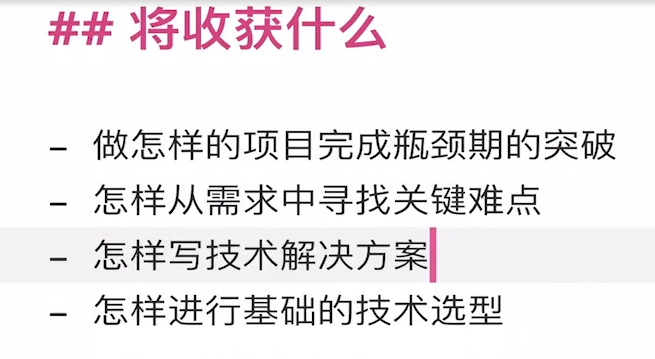 ## 将收获什么
- 做怎样的项目完成瓶颈期的突破
- 怎样从需求中寻找关键难点
- 怎样写技术解决方案
- 怎样进行基础的技术选型